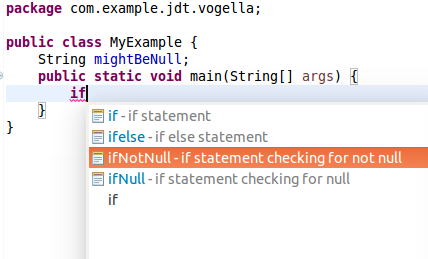 package com.example.jdt.vogella;
public class MyExample {
String mightBeNull;
public static void main(String[] args) {
if
}
}
if - if statement
ifelse - if else statement
ifNotNull - if statement checking for not null
ifNull - if statement checking for null
if